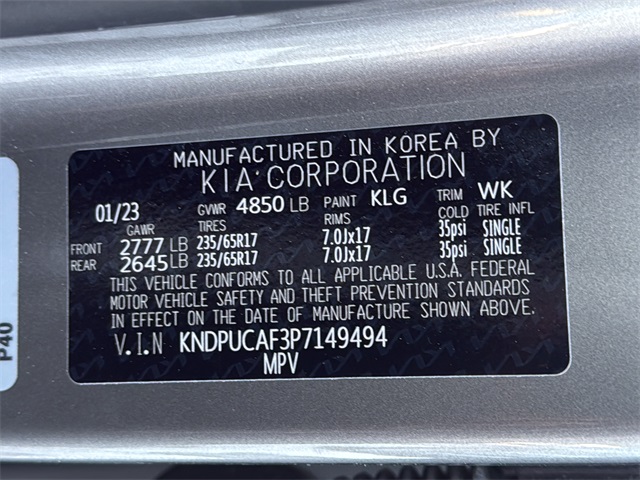 MANUFACTURED IN KOREA BY
KIA CORPORATION
01/23 GVWR 4850 LB PAINT KLG TRIM WK
GAWR TIRES RIMS COLD TIRE INFL
FRONT 2777 LB 235/65R17 7.0Jx17 35psi SINGLE
REAR 2645 LB 235/65R17 7.0Jx17 35psi SINGLE
THIS VEHICLE CONFORMS TO ALL APPLICABLE U.S.A. FEDERAL
MOTOR VEHICLE SAFETY AND THEFT PREVENTION STANDARDS
IN EFFECT ON THE DATE OF MANUFACTURE SHOWN ABOVE.
V.I.N KNDPUCAF3P7149494
MPV
P40